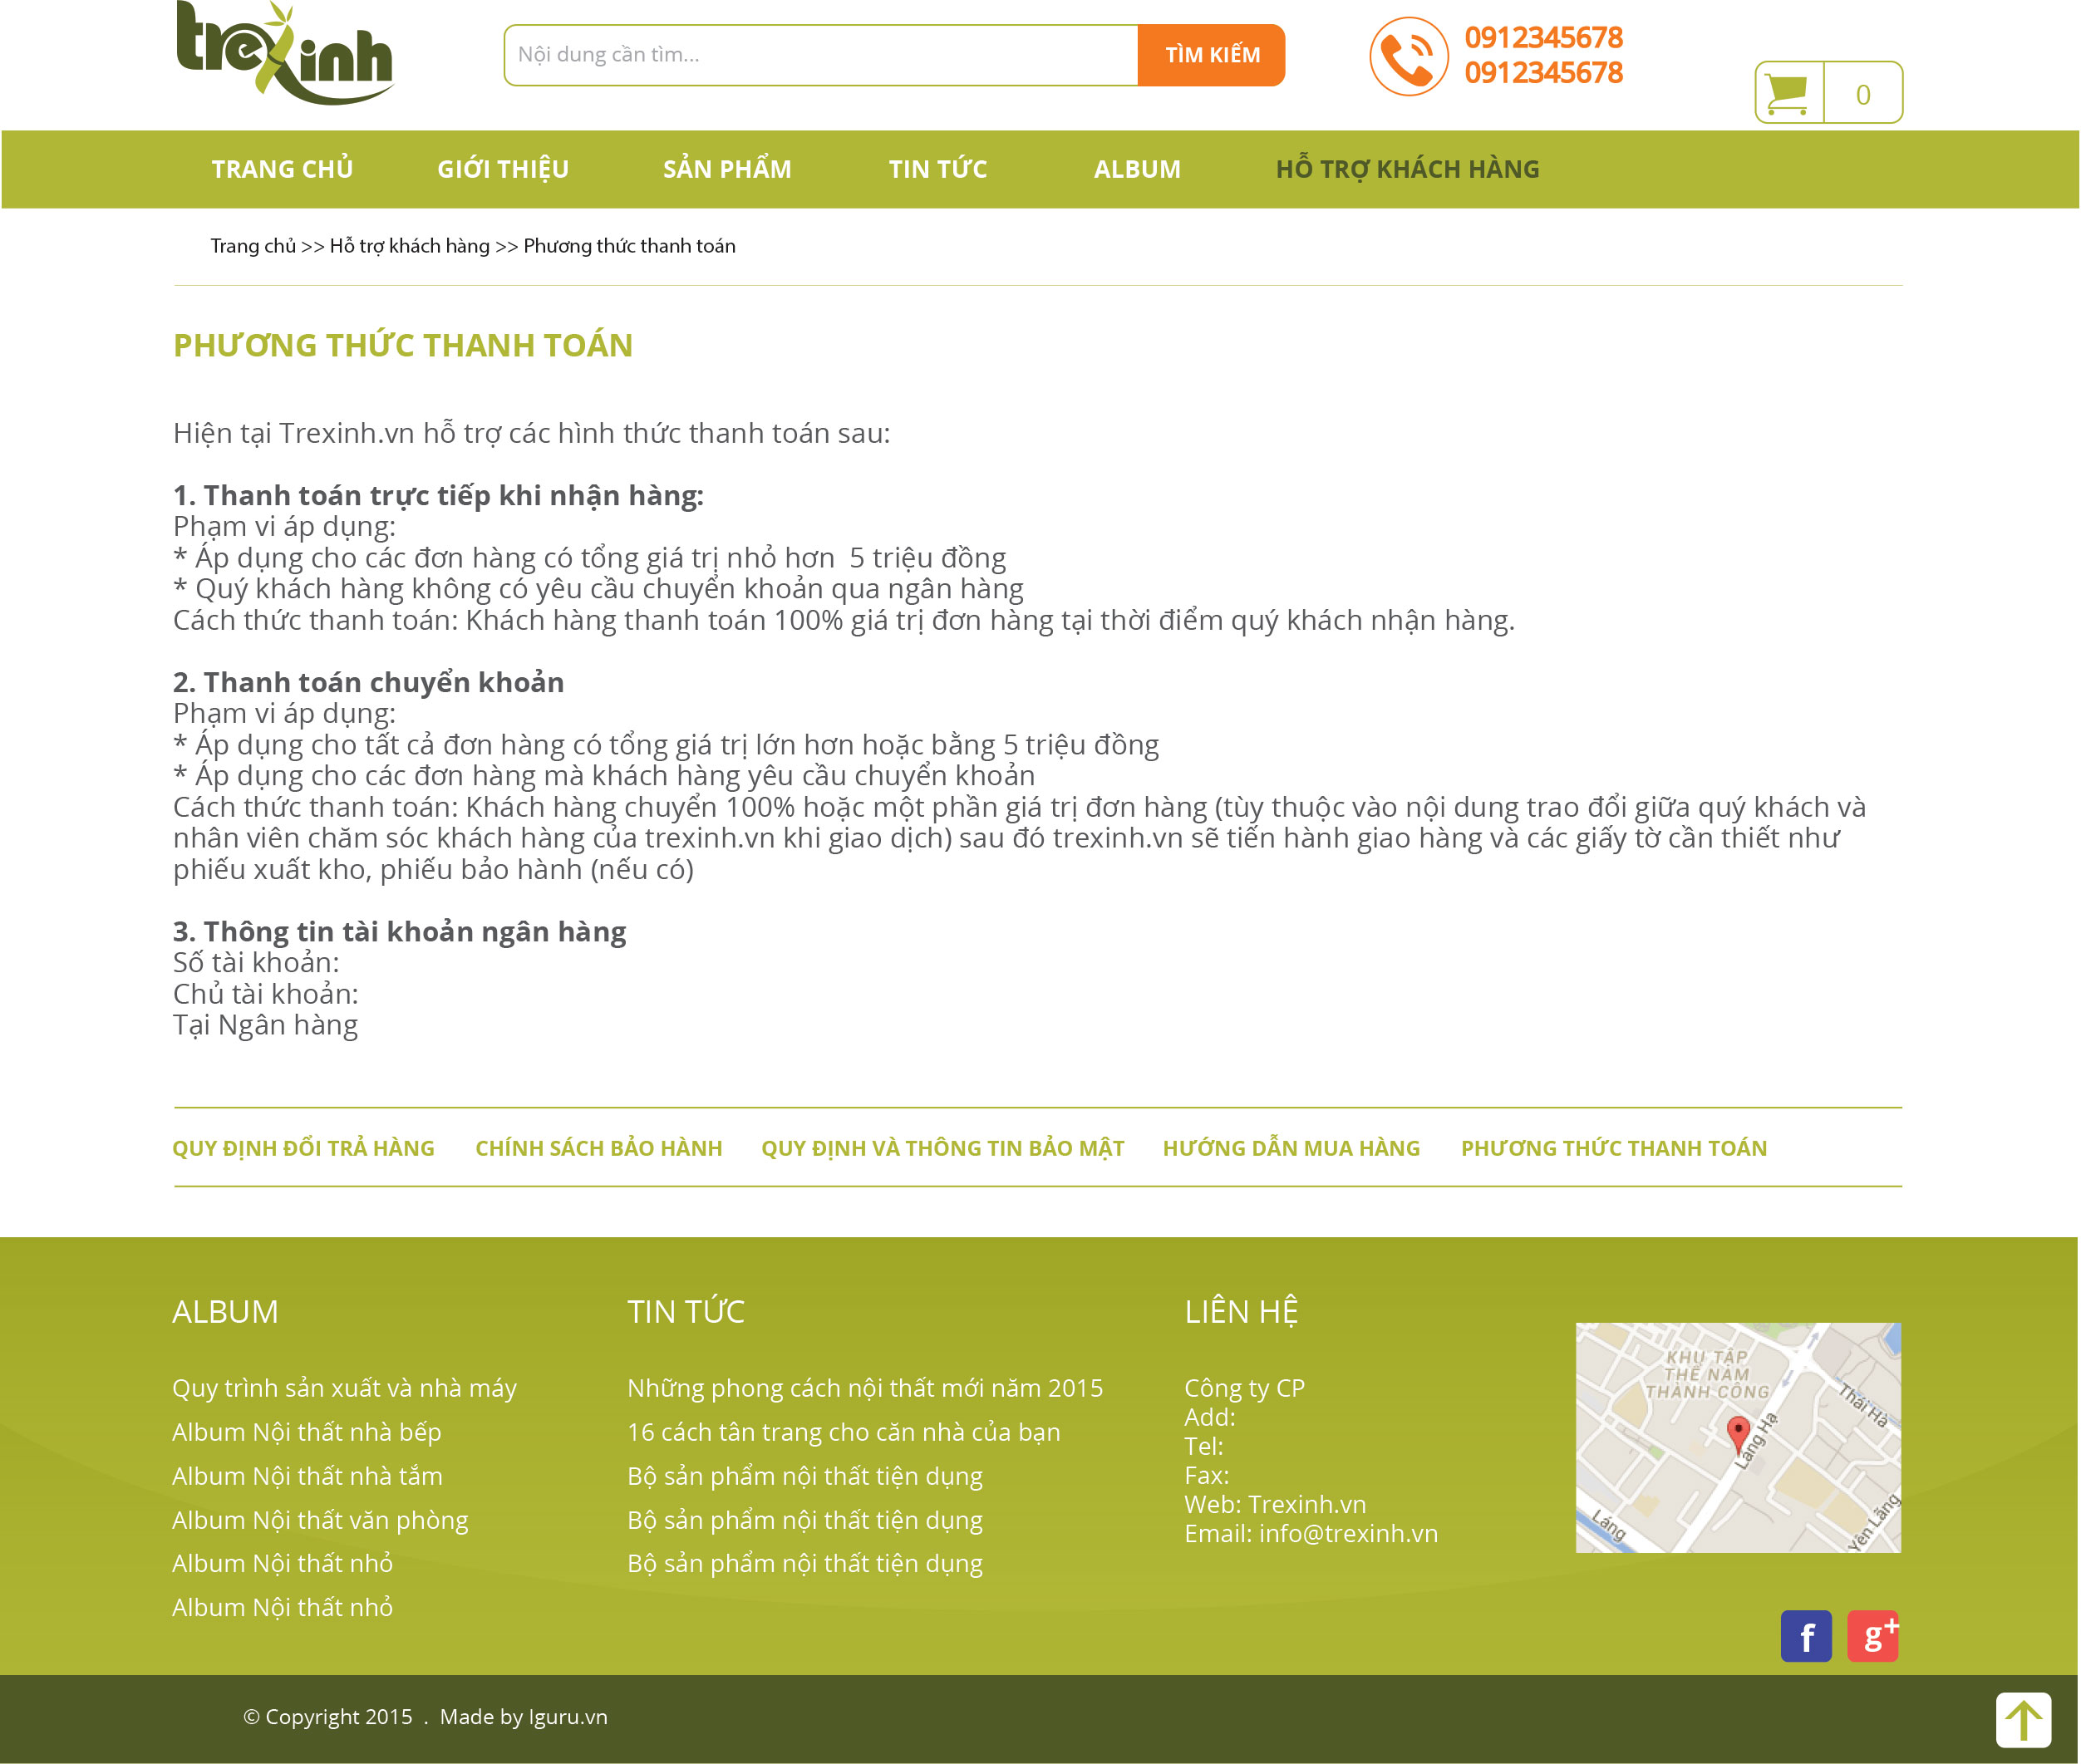 trexinh
Nội dung cần tìm...
TÌM KIẾM
0912345678
0912345678
0
TRANG CHỦ
GIỚI THIỆU
SẢN PHẨM
TIN TỨC
ALBUM
HỖ TRỢ KHÁCH HÀNG
Trang chủ >> Hỗ trợ khách hàng >> Phương thức thanh toán
PHƯƠNG THỨC THANH TOÁN
Hiện tại Trexinh.vn hỗ trợ các hình thức thanh toán sau:
1. Thanh toán trực tiếp khi nhận hàng:
Phạm vi áp dụng:
* Áp dụng cho các đơn hàng có tổng giá trị nhỏ hơn  5 triệu đồng
* Quý khách hàng không có yêu cầu chuyển khoản qua ngân hàng
Cách thức thanh toán: Khách hàng thanh toán 100% giá trị đơn hàng tại thời điểm quý khách nhận hàng.
2. Thanh toán chuyển khoản
Phạm vi áp dụng:
* Áp dụng cho tất cả đơn hàng có tổng giá trị lớn hơn hoặc bằng 5 triệu đồng
* Áp dụng cho các đơn hàng mà khách hàng yêu cầu chuyển khoản
Cách thức thanh toán: Khách hàng chuyển 100% hoặc một phần giá trị đơn hàng (tùy thuộc vào nội dung trao đổi giữa quý khách và
nhân viên chăm sóc khách hàng của trexinh.vn khi giao dịch) sau đó trexinh.vn sẽ tiến hành giao hàng và các giấy tờ cần thiết như
phiếu xuất kho, phiếu bảo hành (nếu có)
3. Thông tin tài khoản ngân hàng
Số tài khoản:
Chủ tài khoản:
Tại Ngân hàng
QUY ĐỊNH ĐỔI TRẢ HÀNG
CHÍNH SÁCH BẢO HÀNH
QUY ĐỊNH VÀ THÔNG TIN BẢO MẬT
HƯỚNG DẪN MUA HÀNG
PHƯƠNG THỨC THANH TOÁN
ALBUM
Quy trình sản xuất và nhà máy
Album Nội thất nhà bếp
Album Nội thất nhà tắm
Album Nội thất văn phòng
Album Nội thất nhỏ
Album Nội thất nhỏ
TIN TỨC
Những phong cách nội thất mới năm 2015
16 cách tân trang cho căn nhà của bạn
Bộ sản phẩm nội thất tiện dụng
Bộ sản phẩm nội thất tiện dụng
Bộ sản phẩm nội thất tiện dụng
LIÊN HỆ
Công ty CP
Add:
Tel:
Fax:
Web: Trexinh.vn
Email: info@trexinh.vn
KHU TẬP
THỂ NAM
THÀNH CÔNG
Thái Hà
Láng Hạ
Láng
Yên Lãng
f
g+
© Copyright 2015  .  Made by Iguru.vn